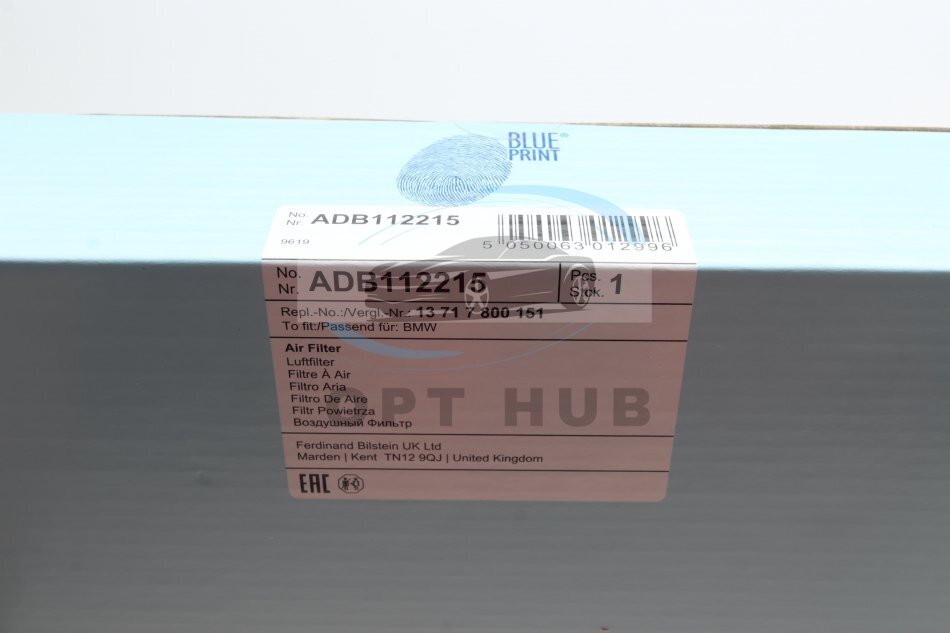 BLUE®
PRINT
No.
Nr. ADB112215
9619
5 050063 012996
No.
Nr. ADB112215
Pcs.
Stck. 1
Repl.-No.:/Vergl.-Nr.: 13 71 7 800 151
To fit:/Passend für: BMW
Air Filter
Luftfilter
Filtre À Air
Filtro Aria
Filtro De Aire
Filtr Powietrza
Воздушный Фильтр
OPT HUB
Ferdinand Bilstein UK Ltd
Marden | Kent TN12 9QJ | United Kingdom
EAC